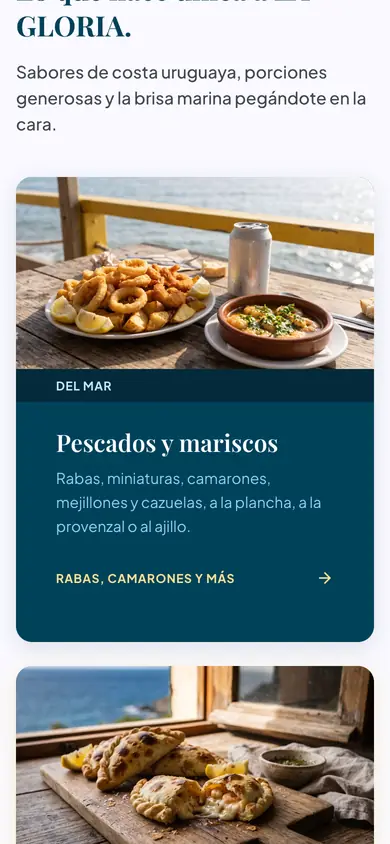 GLORIA.
Sabores de costa uruguaya, porciones
generosas y la brisa marina pegándote en la
cara.
DEL MAR
Pescados y mariscos
Rabas, miniaturas, camarones,
mejillones y cazuelas, a la plancha, a la
provenzal o al ajillo.
RABAS, CAMARONES Y MÁS